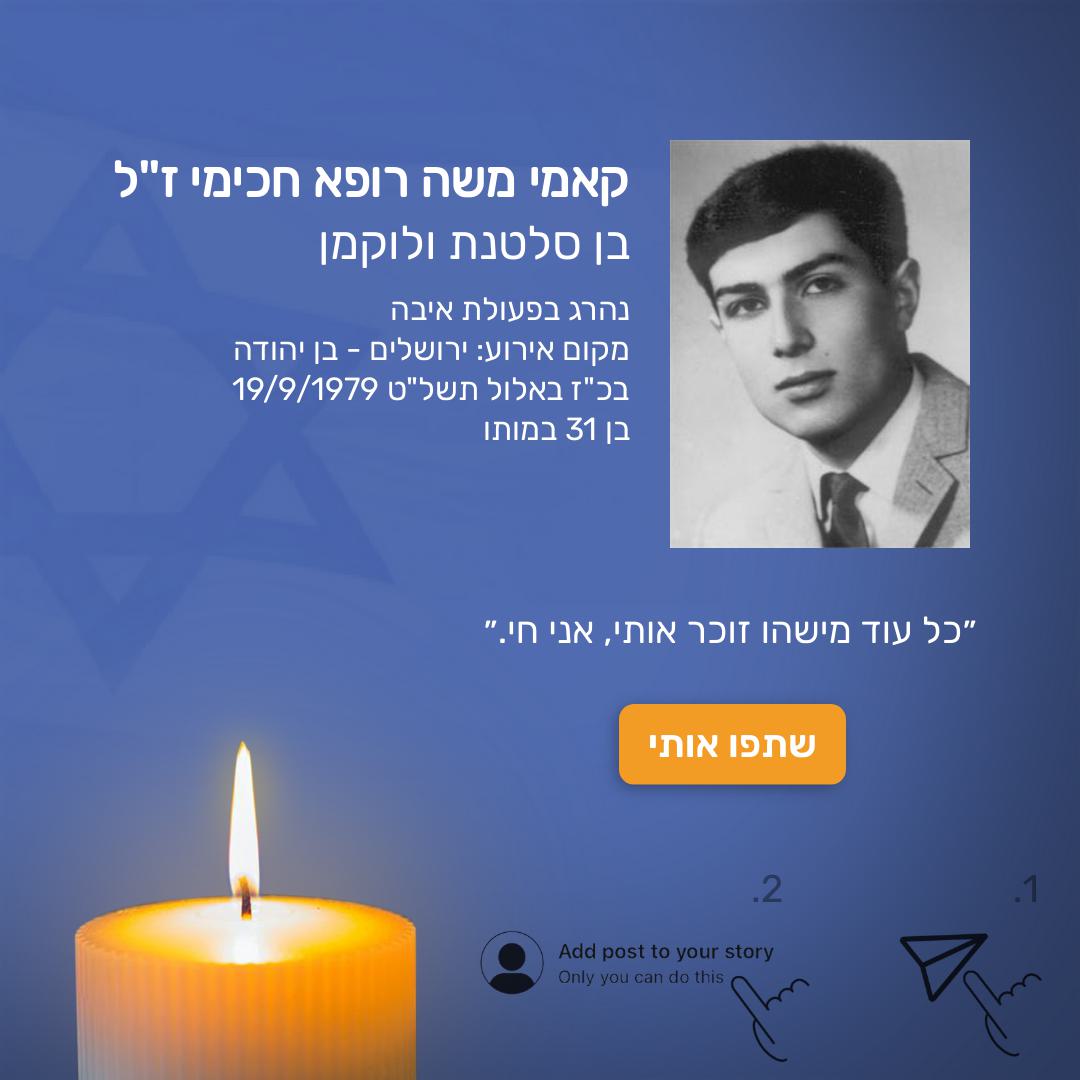 קאמי משה רופא חכימי ז"ל
בן סלטנת ולוקמן
נהרג בפעולת איבה
מקום אירוע: ירושלים - בן יהודה
בכ"ז באלול תשל"ט 19/9/1979
בן 31 במותו
״כל עוד מישהו זוכר אותי, אני חי.״
שתפו אותי
1.
2.
Add post to your story
Only you can do this